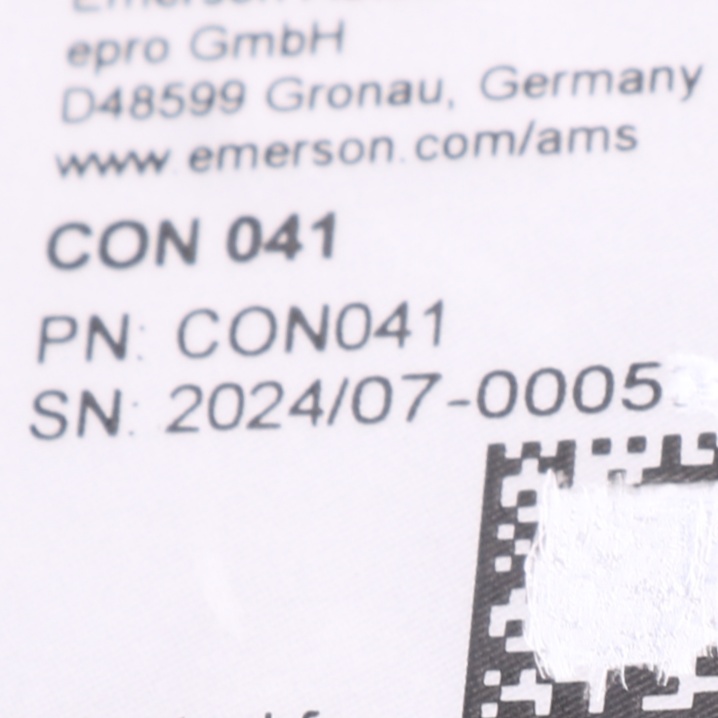 epro GmbH
D48599 Gronau, Germany
www.emerson.com/ams
CON 041
PN: CON041
SN: 2024/07-0005